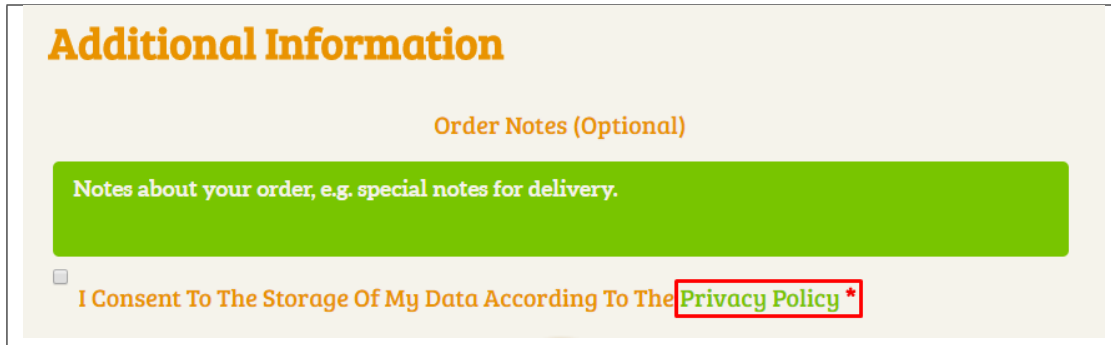 Additional Information
Order Notes (Optional)
Notes about your order, e.g. special notes for delivery.
I Consent To The Storage Of My Data According To The Privacy Policy *